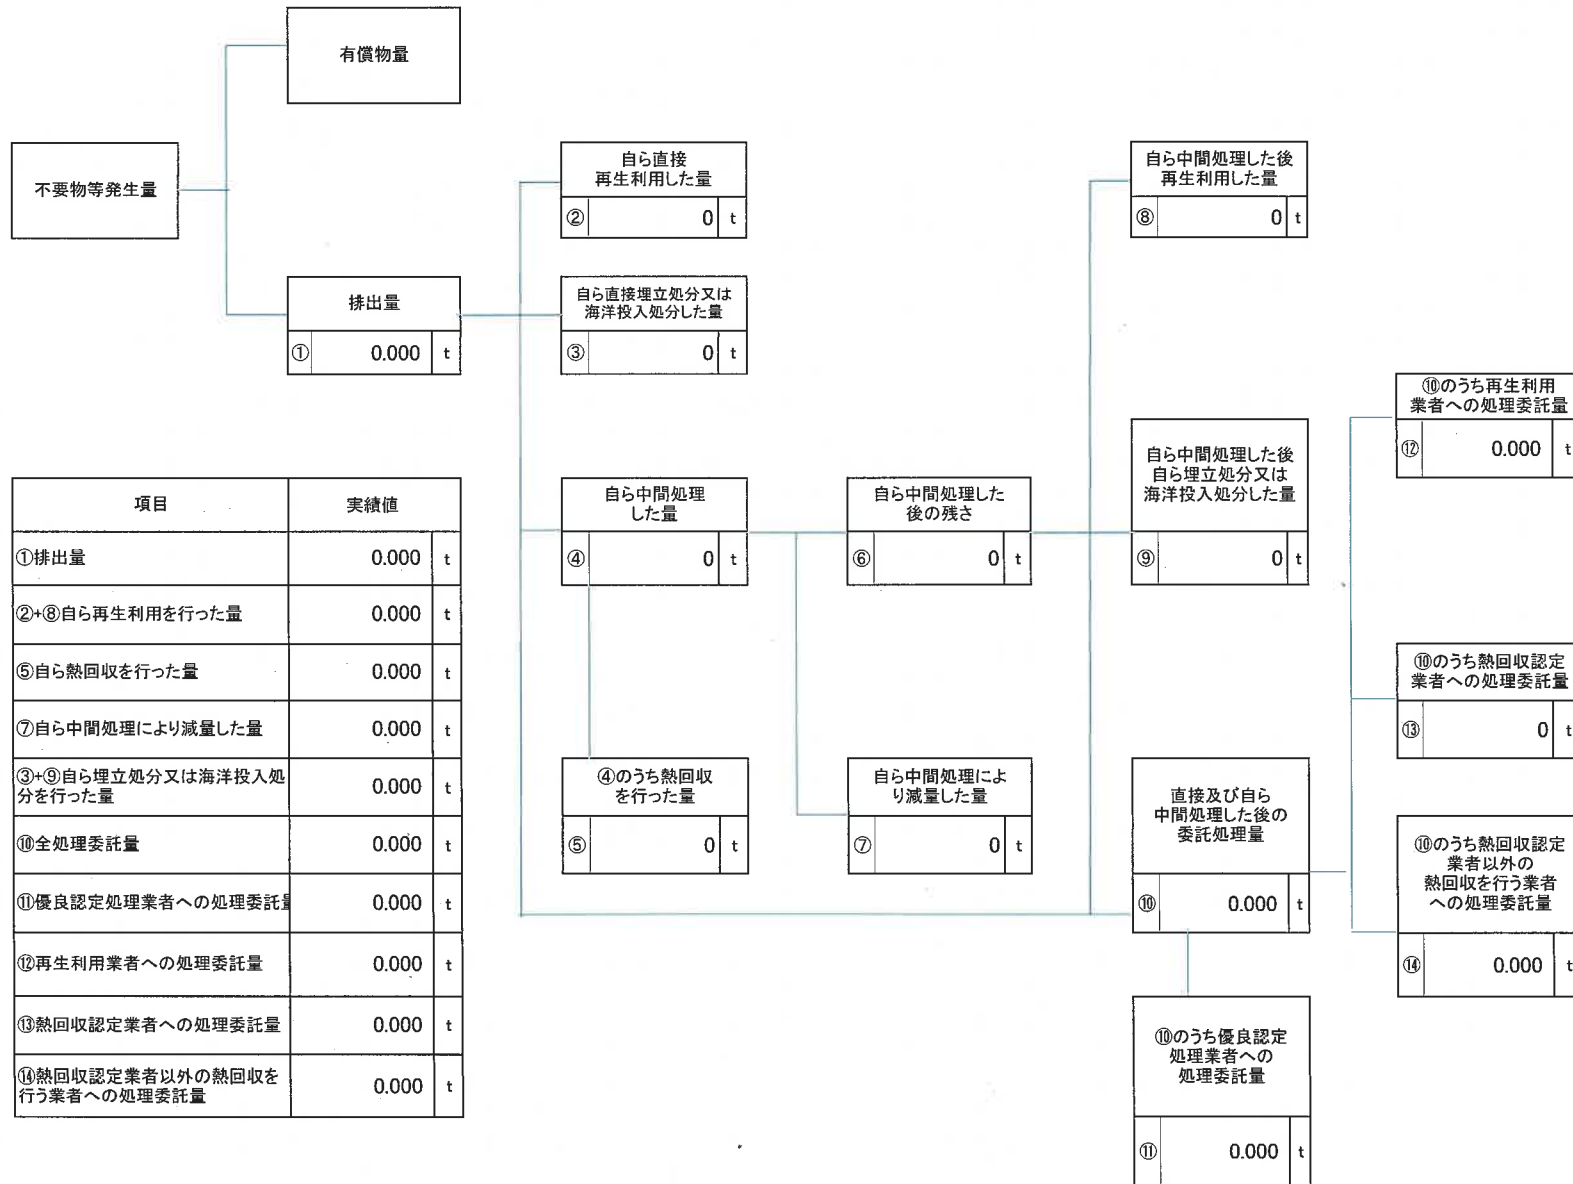 有償物量
不要物等発生量
排出量
① 0.000 t
自ら直接
再生利用した量
② 0 t
自ら直接埋立処分又は
海洋投入処分した量
③ 0 t
自ら中間処理
した量
④ 0 t
④のうち熱回収
を行った量
⑤ 0 t
自ら中間処理した
後の残さ
⑥ 0 t
自ら中間処理によ
り減量した量
⑦ 0 t
自ら中間処理した後
再生利用した量
⑧ 0 t
自ら中間処理した後
自ら埋立処分又は
海洋投入処分した量
⑨ 0 t
直接及び自ら
中間処理した後の
委託処理量
⑩ 0.000 t
⑩のうち優良認定
処理業者への
処理委託量
⑪ 0.000 t
⑩のうち再生利用
業者への処理委託量
⑫ 0.000 t
⑩のうち熱回収認定
業者への処理委託量
⑬ 0 t
⑩のうち熱回収認定
業者以外の
熱回収を行う業者
への処理委託量
⑭ 0.000 t
項目 実績値
①排出量 0.000 t
②+⑧自ら再生利用を行った量 0.000 t
⑤自ら熱回収を行った量 0.000 t
⑦自ら中間処理により減量した量 0.000 t
③+⑨自ら埋立処分又は海洋投入処
分を行った量 0.000 t
⑩全処理委託量 0.000 t
⑪優良認定処理業者への処理委託量 0.000 t
⑫再生利用業者への処理委託量 0.000 t
⑬熱回収認定業者への処理委託量 0.000 t
⑭熱回収認定業者以外の熱回収を
行う業者への処理委託量 0.000 t